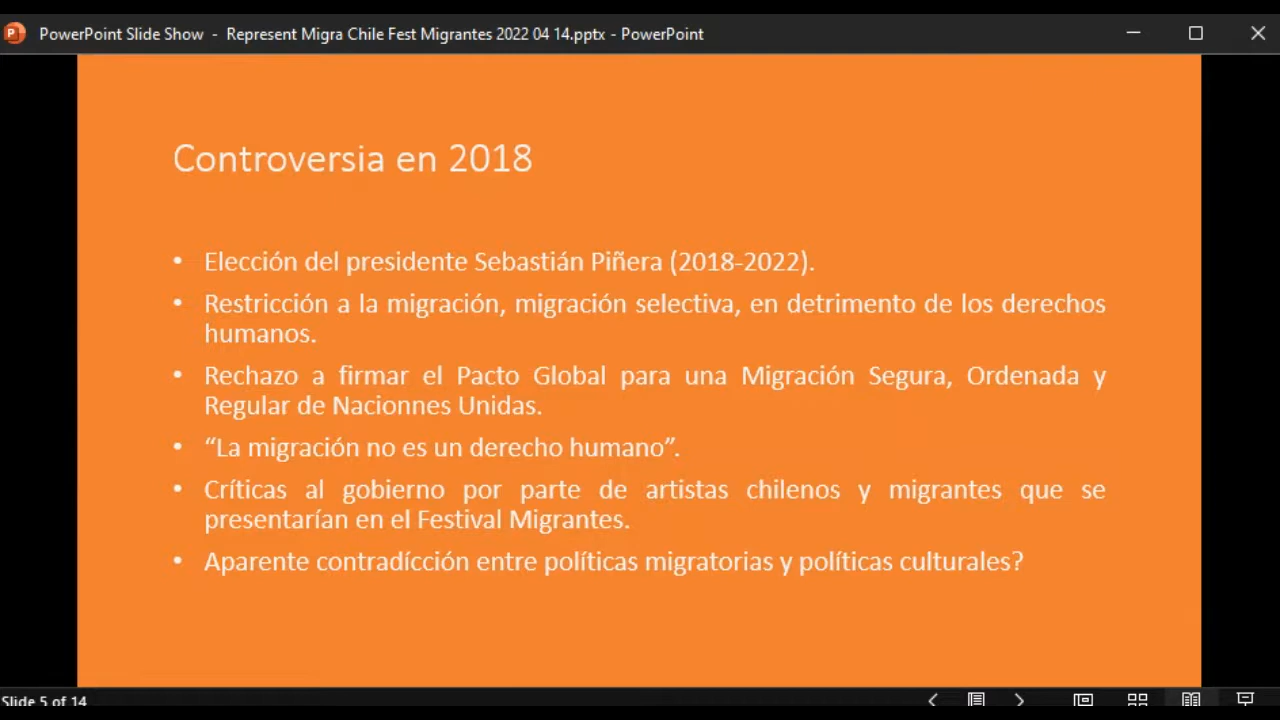 PowerPoint Slide Show - Represent Migra Chile Fest Migrantes 2022 04 14.pptx - PowerPoint
Controversia en 2018
• Elección del presidente Sebastián Piñera (2018-2022).
• Restricción a la migración, migración selectiva, en detrimento de los derechos
humanos.
• Rechazo a firmar el Pacto Global para una Migración Segura, Ordenada y
Regular de Nacionnes Unidas.
• “La migración no es un derecho humano”.
• Críticas al gobierno por parte de artistas chilenos y migrantes que se
presentarían en el Festival Migrantes.
• Aparente contradícción entre políticas migratorias y políticas culturales?
Slide 5 of 14